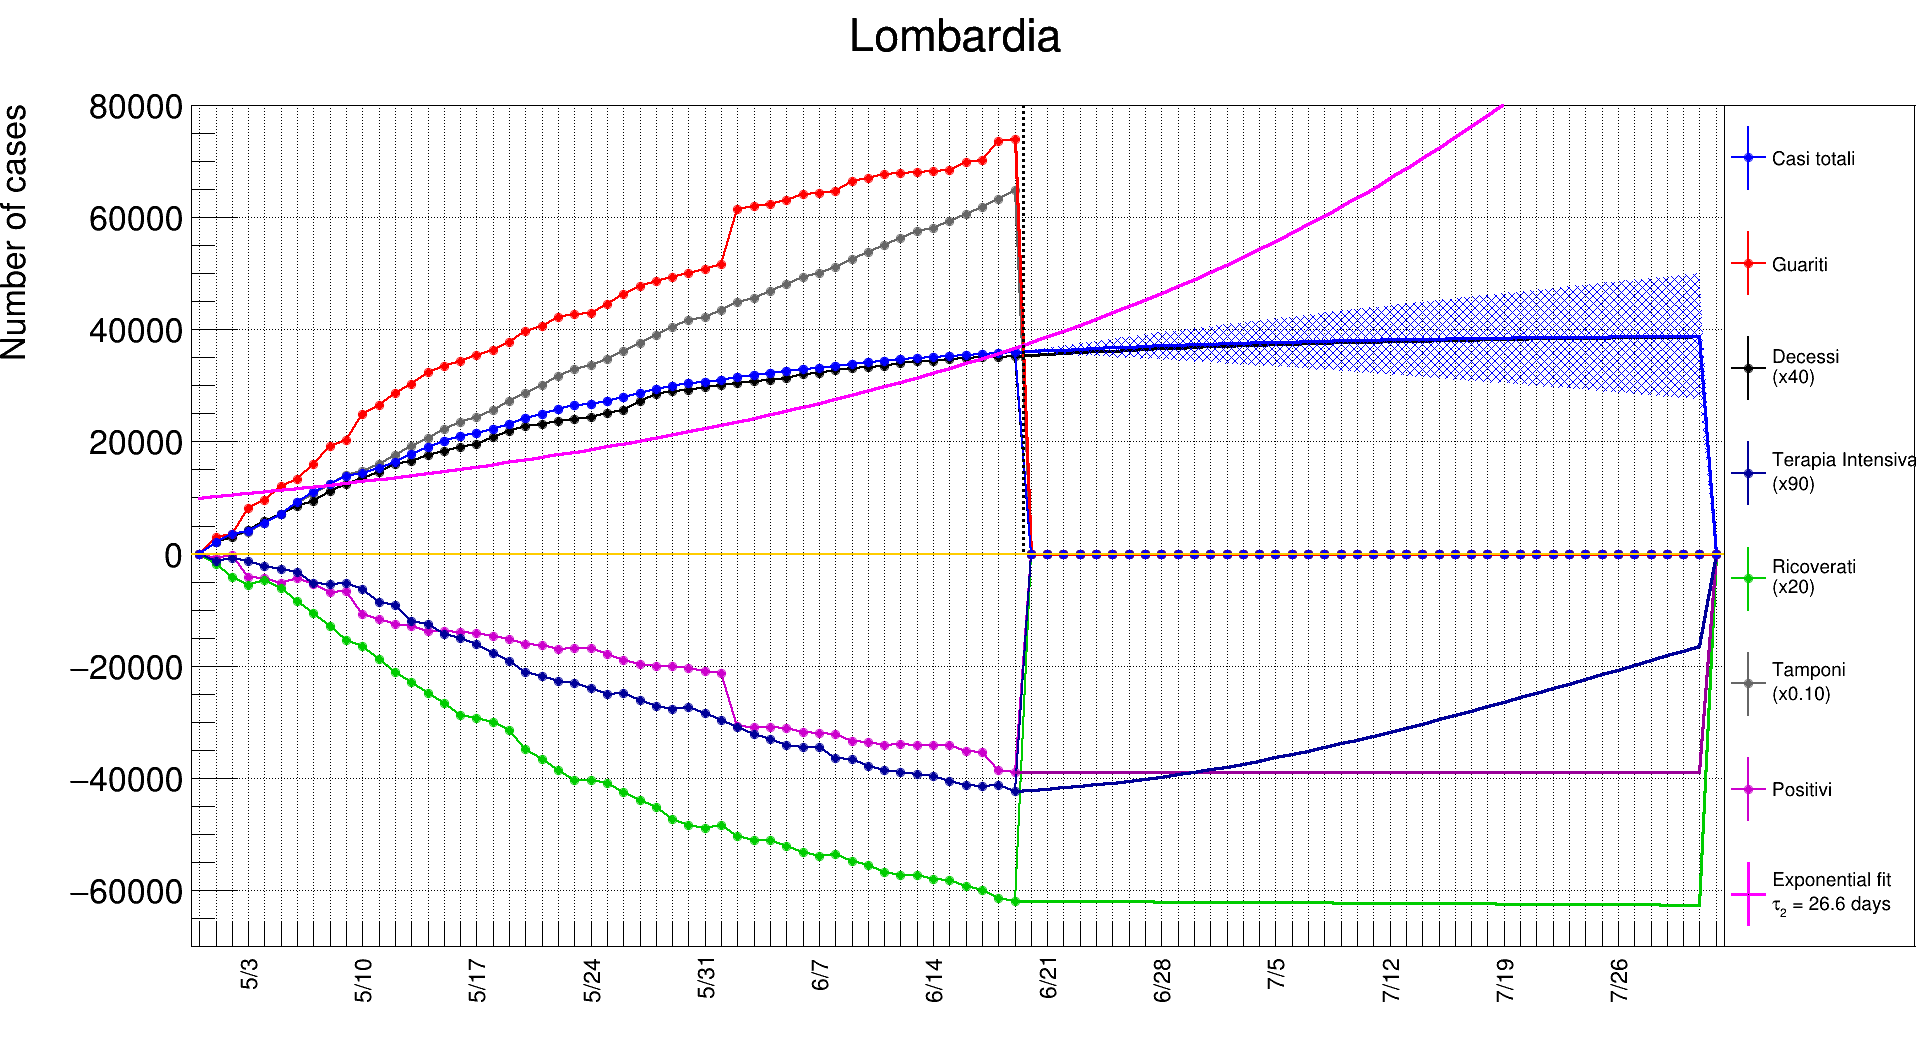 Lombardia
Number of cases
80000
60000
40000
20000
0
−20000
−40000
−60000
5/3
5/10
5/17
5/24
5/31
6/7
6/14
6/21
6/28
7/5
7/12
7/19
7/26
Casi totali
Guariti
Decessi
(x40)
Terapia Intensiva
(x90)
Ricoverati
(x20)
Tamponi
(x0.10)
Positivi
Exponential fit
τ2 = 26.6 days